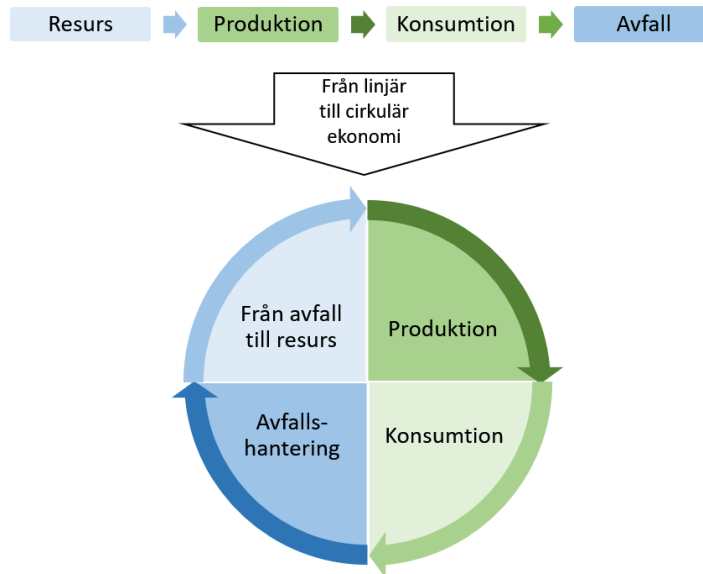 Resurs Produktion Konsumtion Avfall
Från linjär
till cirkulär
ekonomi
Från avfall
till resurs
Produktion
Avfalls-
hantering
Konsumtion